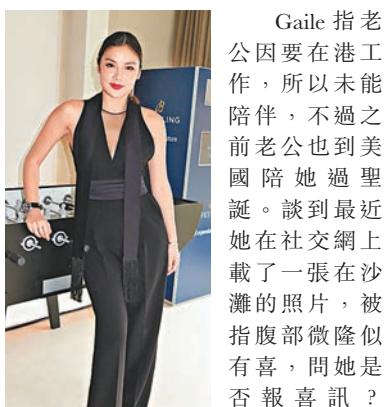 Gaile 指老
公因要在港工
作，所以未能
陪伴，不過之
前老公也到美
國陪她過聖
誕。談到最近
她在社交網上
載了一張在沙
灘的照片，被
指腹部微隆似
有喜，問她是
否報喜訊？
LING